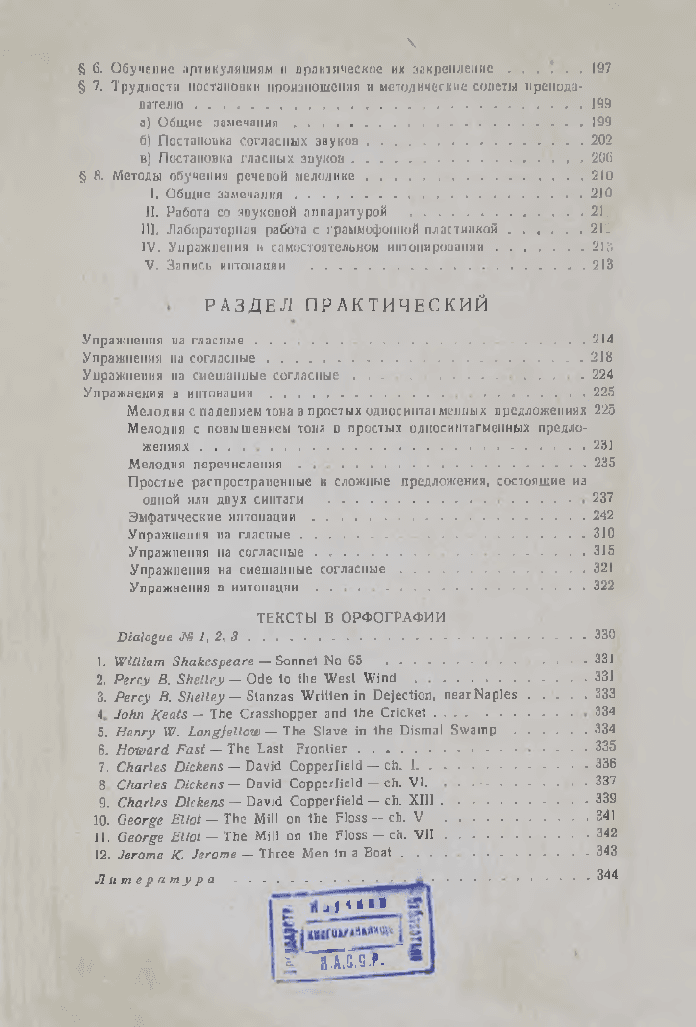 § 6. Обучение артикуляциям и практическое их закрепление . . . . . . 197
§ 7. Трудности постановки произношения и методические советы препода-
вателю . . . . . . . . . . . . . . . . . . . . . . . 199
а) Общие замечания . . . . . . . . . . . . . . . . . 199
б) Постановка согласных звуков . . . . . . . . . . . . . 202
в) Постановка гласных звуков . . . . . . . . . . . . . . 206
§ 8. Методы обучения речевой мелодике . . . . . . . . . . . . . 210
I. Общие замечания . . . . . . . . . . . . . . . . . 210
II. Работа со звуковой аппаратурой . . . . . . . . . . .
III. Лабораторная работа с граммофонной пластинкой . . . . . .
IV. Упражнения в самостоятельном интонировании . . . . . . . 213
V. Запись интонации . . . . . . . . . . . . . . . . 213
РАЗДЕЛ ПРАКТИЧЕСКИЙ
Упражнения на гласные . . . . . . . . . . . . . . . . . . . 214
Упражнения на согласные . . . . . . . . . . . . . . . . . . 218
Упражнения на смешанные согласные . . . . . . . . . . . . . 224
Упражнения в интонации . . . . . . . . . . . . . . . . . . 225
Мелодия с падением тона в простых односинтагменных предложениях 225
Мелодия с повышением тона в простых односинтагменных предло-
жениях . . . . . . . . . . . . . . . . . . . . . . 231
Мелодия перечисления . . . . . . . . . . . . . . . . . 235
Простые распространенные и сложные предложения, состоящие из
одной или двух синтагм . . . . . . . . . . . . . . . 237
Эмфатические интонации . . . . . . . . . . . . . . . . 242
Упражнения на гласные . . . . . . . . . . . . . . . . . 310
Упражнения на согласные . . . . . . . . . . . . . . . . 315
Упражнения на смешанные согласные . . . . . . . . . . . 321
Упражнения в интонации . . . . . . . . . . . . . . . . 322
ТЕКСТЫ В ОРФОГРАФИИ
Dialogue № 1, 2, 3 . . . . . . . . . . . . . . . . . . . 330
1. William Shakespeare — Sonnet No 65 . . . . . . . . . . . . 331
2. Percy B. Shelley — Ode to the West Wind . . . . . . . . . . 331
3. Percy B. Shelley — Stanzas Written in Dejection, near Naples . . . . 333
4. John Keats — The Grasshopper and the Cricket . . . . . . . . . 334
5. Henry W. Longfellow — The Slave in the Dismal Swamp . . . . . 334
6. Howard Fast — The Last Frontier . . . . . . . . . . . . . 335
7. Charles Dickens — David Copperfield — ch. I. . . . . . . . . . 336
8. Charles Dickens — David Copperfield — ch. VI. . . . . . . . . 337
9. Charles Dickens — David Copperfield — ch. XIII . . . . . . . . 339
10. George Eliot — The Mill on the Floss — ch. V . . . . . . . . 341
11. George Eliot — The Mill on the Floss — ch. VII . . . . . . . . 342
12. Jerome K. Jerome — Three Men in a Boat . . . . . . . . . . . 343
Литература . . . . . . . . . . . . . . . . . . . . 344
Научная
КНИГОХРАНИЛИЩЕ